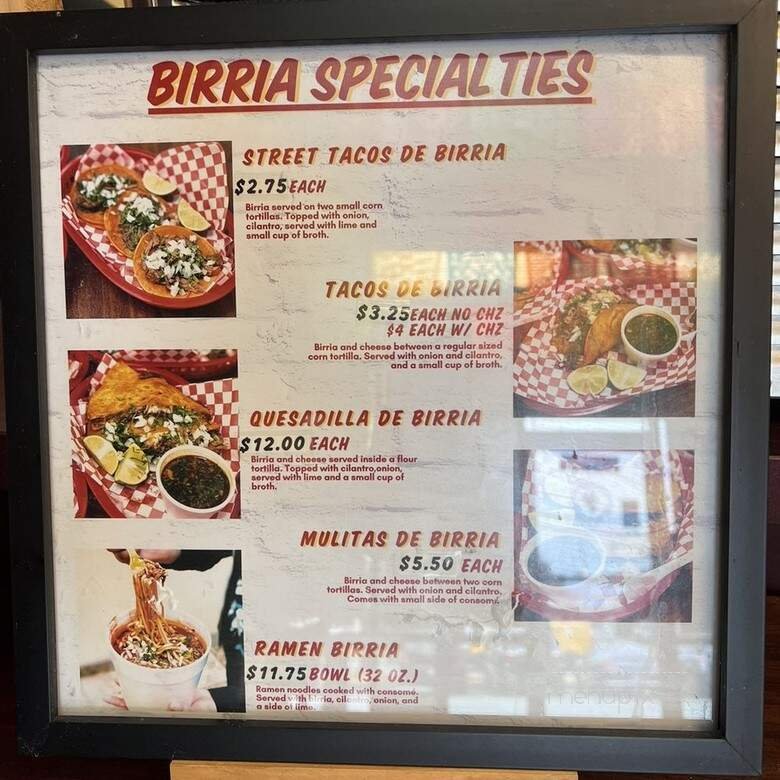 BIRRIA SPECIALTIES
STREET TACOS DE BIRRIA
$2.75 EACH
Birria served on two small corn
tortillas. Topped with onion,
cilantro, served with lime and
small cup of broth.
TACOS DE BIRRIA
$3.25 EACH NO CHZ
$4 EACH W/ CHZ
Birria and cheese between a regular sized
corn tortilla. Served with onion and cilantro,
and a small cup of broth.
QUESADILLA DE BIRRIA
$12.00 EACH
Birria and cheese served inside a flour
tortilla. Topped with cilantro,onion,
served with lime and a small cup of
broth.
MULITAS DE BIRRIA
$5.50 EACH
Birria and cheese between two corn
tortillas. Served with onion and cilantro.
Comes with small side of consomé.
RAMEN BIRRIA
$11.75 BOWL (32 OZ.)
Ramen noodles cooked with consomé.
Served with birria, cilantro, onion, and
a side of lime.